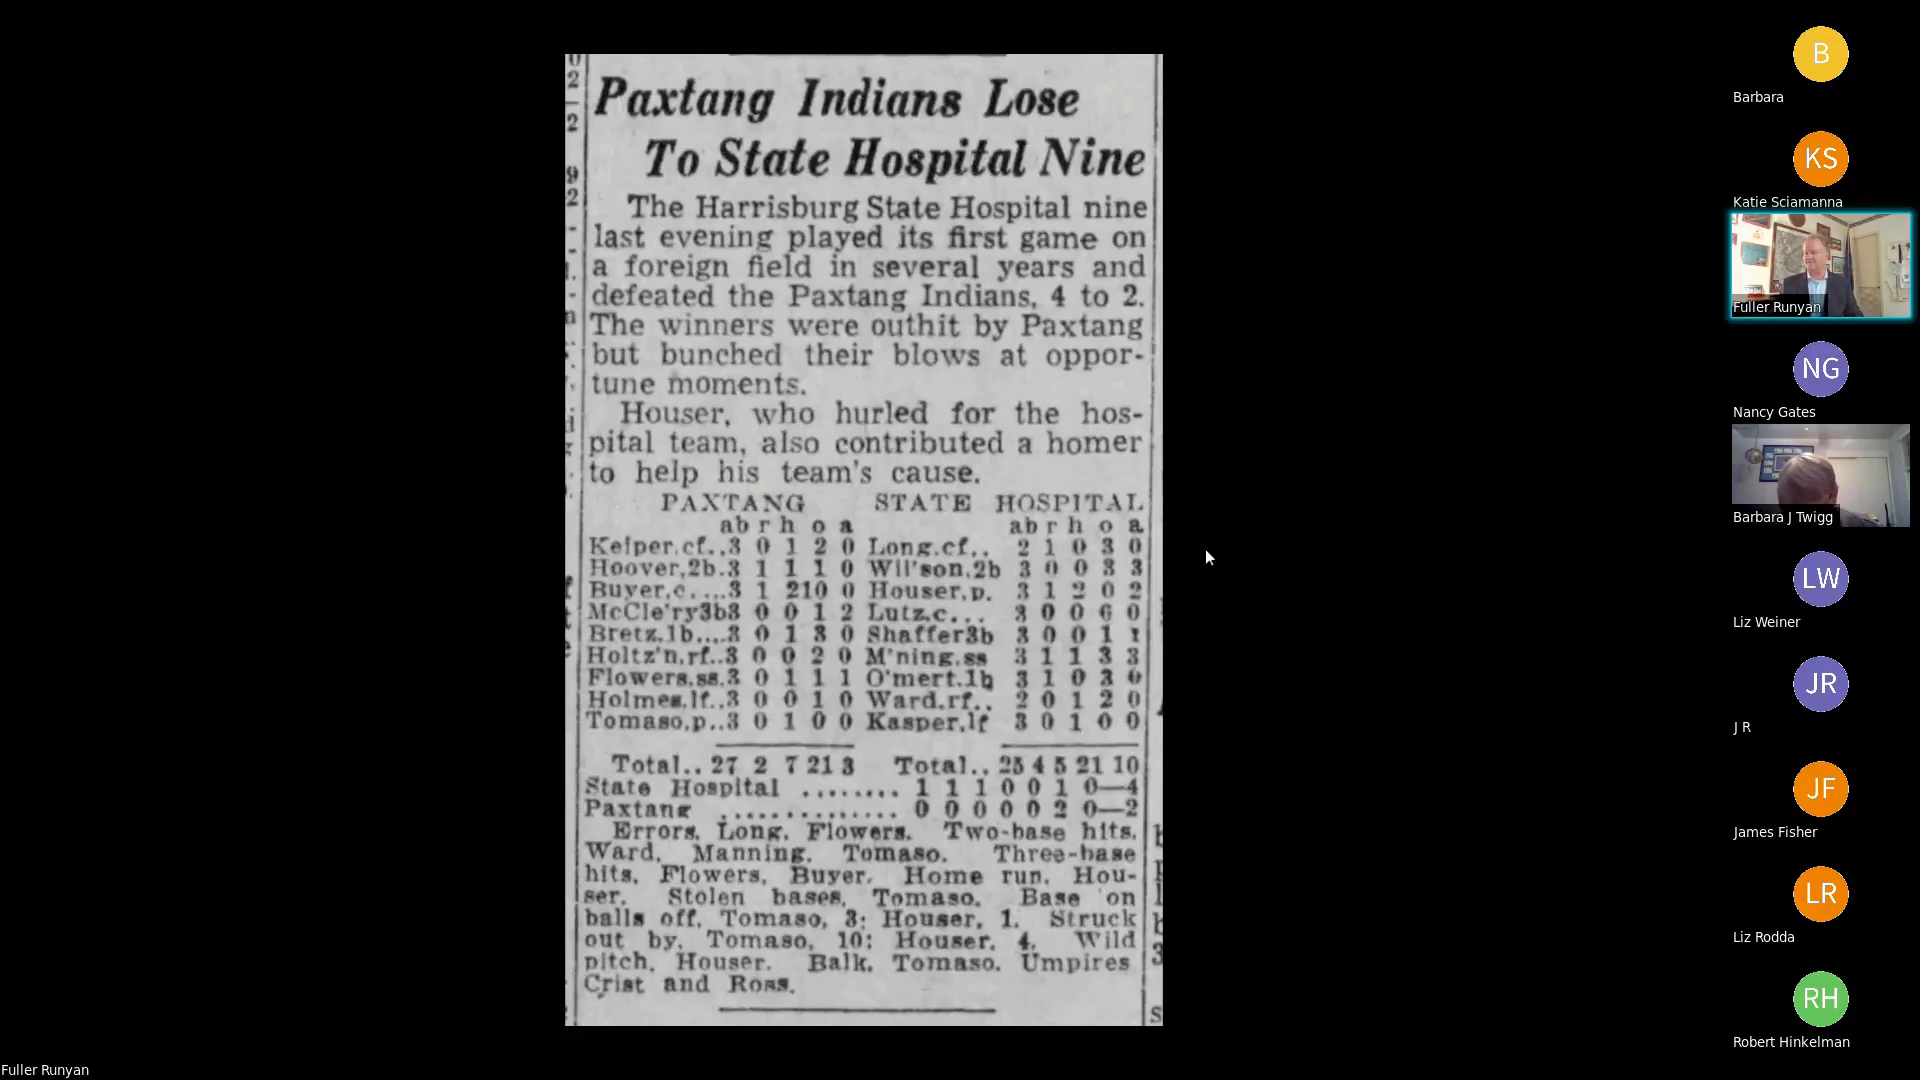 Paxtang Indians Lose
To State Hospital Nine
The Harrisburg State Hospital nine
last evening played its first game on
a foreign field in several years and
defeated the Paxtang Indians, 4 to 2.
The winners were outhit by Paxtang
but bunched their blows at oppor-
tune moments.
Houser, who hurled for the hos-
pital team, also contributed a homer
to help his team's cause.
PAXTANG STATE HOSPITAL
ab r h o a ab r h o a
Keiper.cf..3 0 1 2 0 Long.cf.. 2 1 0 3 0
Hoover,2b.3 1 1 1 0 Wil'son.2b 3 0 0 3 3
Buyer,c....3 1 210 0 Houser,p. 3 1 2 0 2
McCle'ry3b3 0 0 1 2 Lutz,c... 3 0 0 6 0
Bretz,1b....3 0 1 3 0 Shaffer3b 3 0 0 1 1
Holtz'n,rf..3 0 0 2 0 M'ning.ss 3 1 1 3 3
Flowers,ss.3 0 1 1 1 O'mert.1b 3 1 0 3 0
Holmes,lf..3 0 0 1 0 Ward.rf.. 2 0 1 2 0
Tomaso,p..3 0 1 0 0 Kasper,lf 3 0 1 0 0
Total.. 27 2 7 21 3 Total.. 25 4 5 21 10
State Hospital ........ 1 1 1 0 0 1 0—4
Paxtang .............. 0 0 0 0 0 2 0—2
Errors, Long, Flowers. Two-base hits,
Ward, Manning, Tomaso. Three-base
hits, Flowers, Buyer. Home run, Hou-
ser. Stolen bases, Tomaso. Base on
balls off, Tomaso, 3; Houser, 1. Struck
out by, Tomaso, 10; Houser, 4. Wild
pitch, Houser. Balk, Tomaso. Umpires
Crist and Ross.
B
Barbara
KS
Katie Sciamanna
Fuller Runyan
NG
Nancy Gates
Barbara J Twigg
LW
Liz Weiner
JR
J R
JF
James Fisher
LR
Liz Rodda
RH
Robert Hinkelman
Fuller Runyan